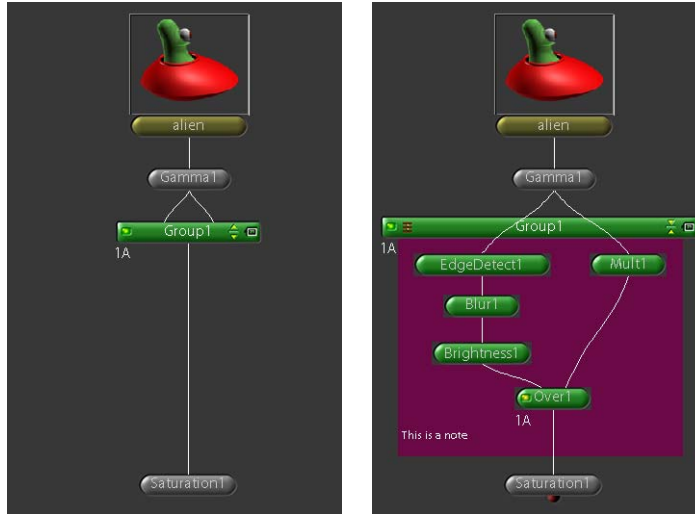 alien
Gamma1
Group1
1A
Saturation1
alien
Gamma1
Group1
1A
EdgeDetect1
Mult1
Blur1
Brightness1
Over1
1A
This is a note
Saturation1